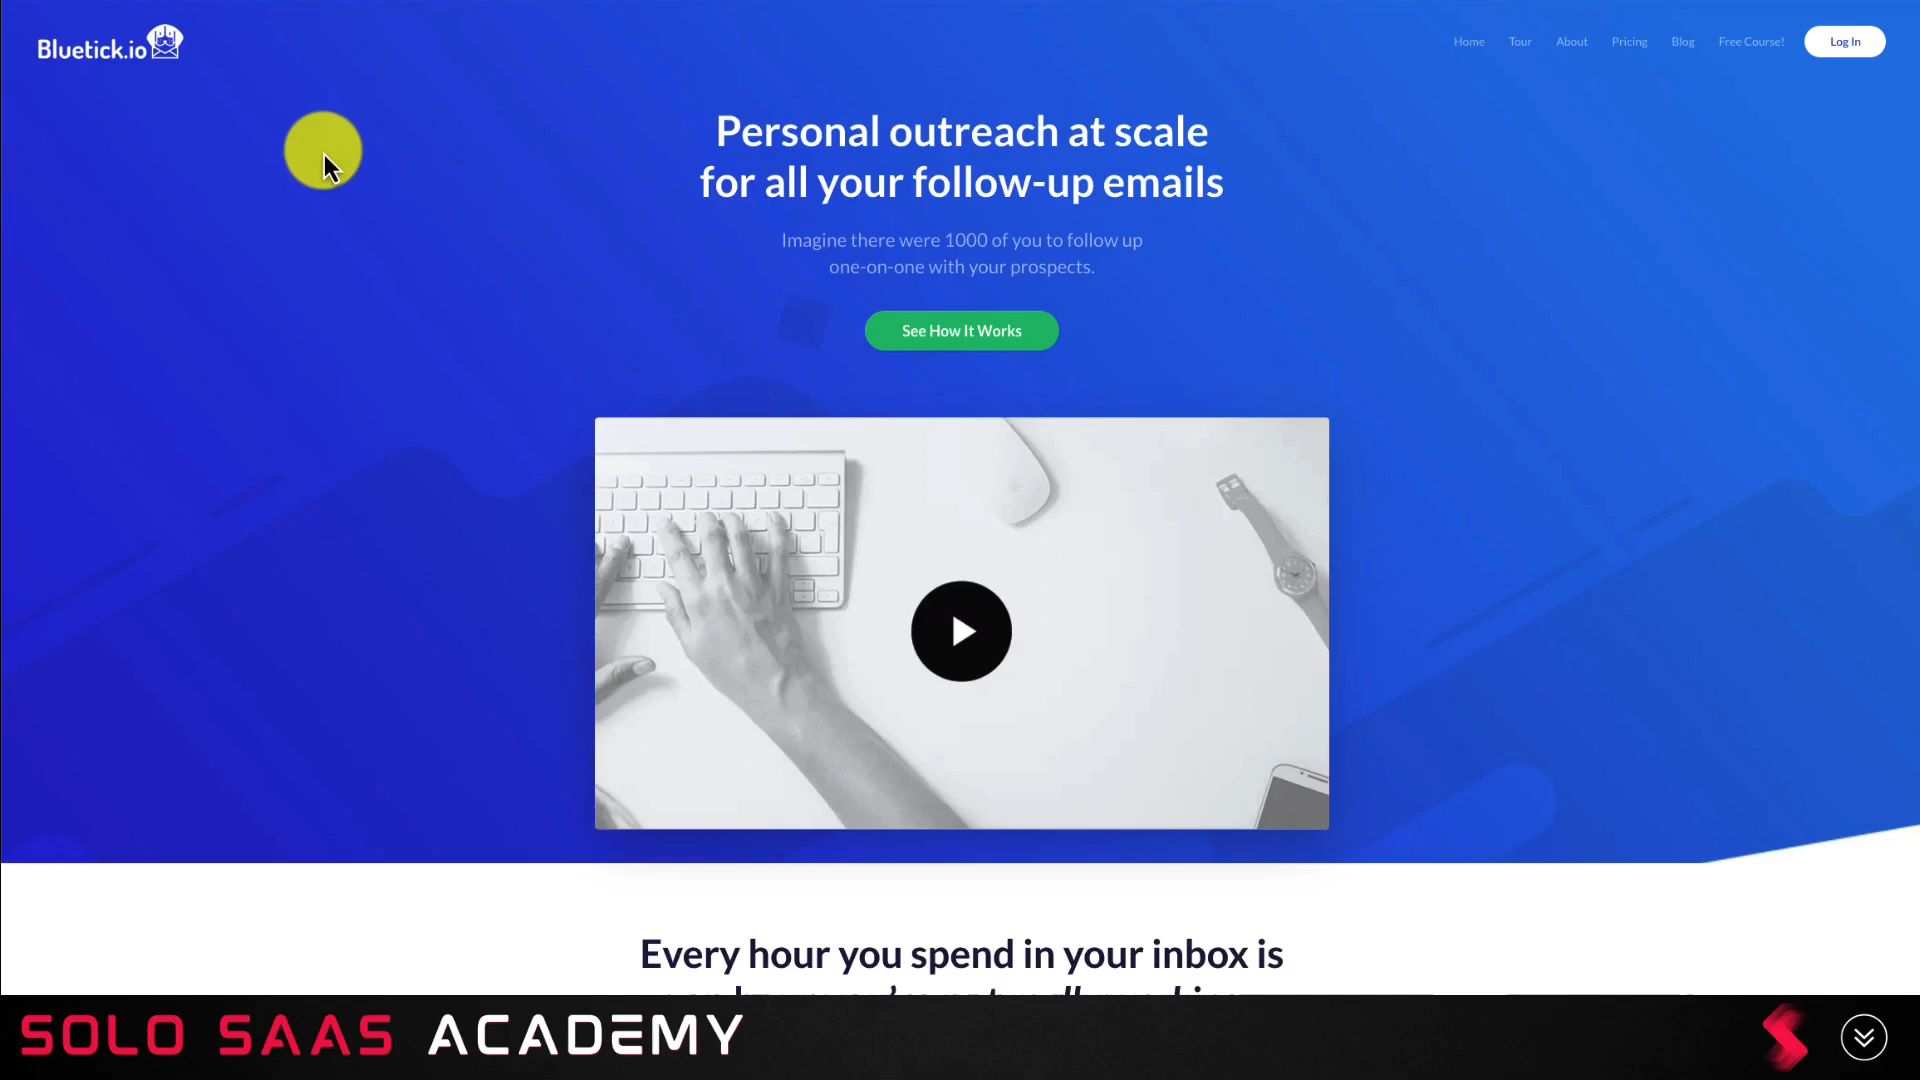 Bluetick.io
Home Tour About Pricing Blog Free Course! Log In
Personal outreach at scale
for all your follow-up emails
Imagine there were 1000 of you to follow up
one-on-one with your prospects.
See How It Works
Every hour you spend in your inbox is
SOLO SAAS ACADEMY